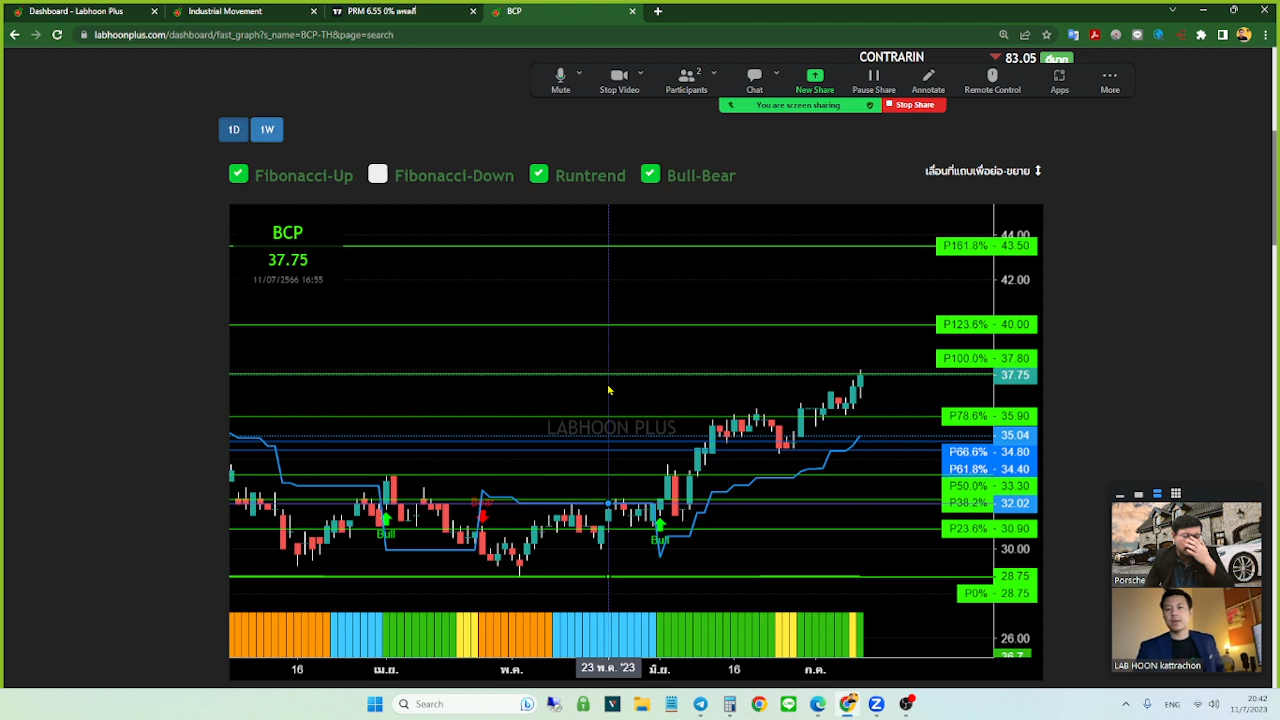 Dashboard - Labhoon Plus
Industrial Movement
PRM 6.55 0%
BCP
labhoonplus.com/dashboard/fast_graph?s_name=BCP-TH&page=search
CONTRARIN
83.05
Mute
Stop Video
Participants
2
Chat
New Share
Pause Share
Annotate
Remote Control
Apps
More
You are screen sharing
Stop Share
1D
1W
Fibonacci-Up
Fibonacci-Down
Runtrend
Bull-Bear
เลื่อนที่แถบเพื่อย่อ-ขยาย
BCP
37.75
11/07/2566 16:55
44.00
P161.8% - 43.50
42.00
P123.6% - 40.00
P100.0% - 37.80
37.75
P78.6% - 35.90
LABHOON PLUS
35.04
P66.6% - 34.80
P61.8% - 34.40
P50.0% - 33.30
P38.2%
32.02
Bear
Bull
Bull
P23.6% - 30.90
30.00
28.75
P0% - 28.75
26.00
16
เม.ย.
พ.ค.
23 พ.ค. '23
มิ.ย.
16
ก.ค.
Porsche
LAB HOON kattrachon
Search
ENG
20:42
11/7/2023